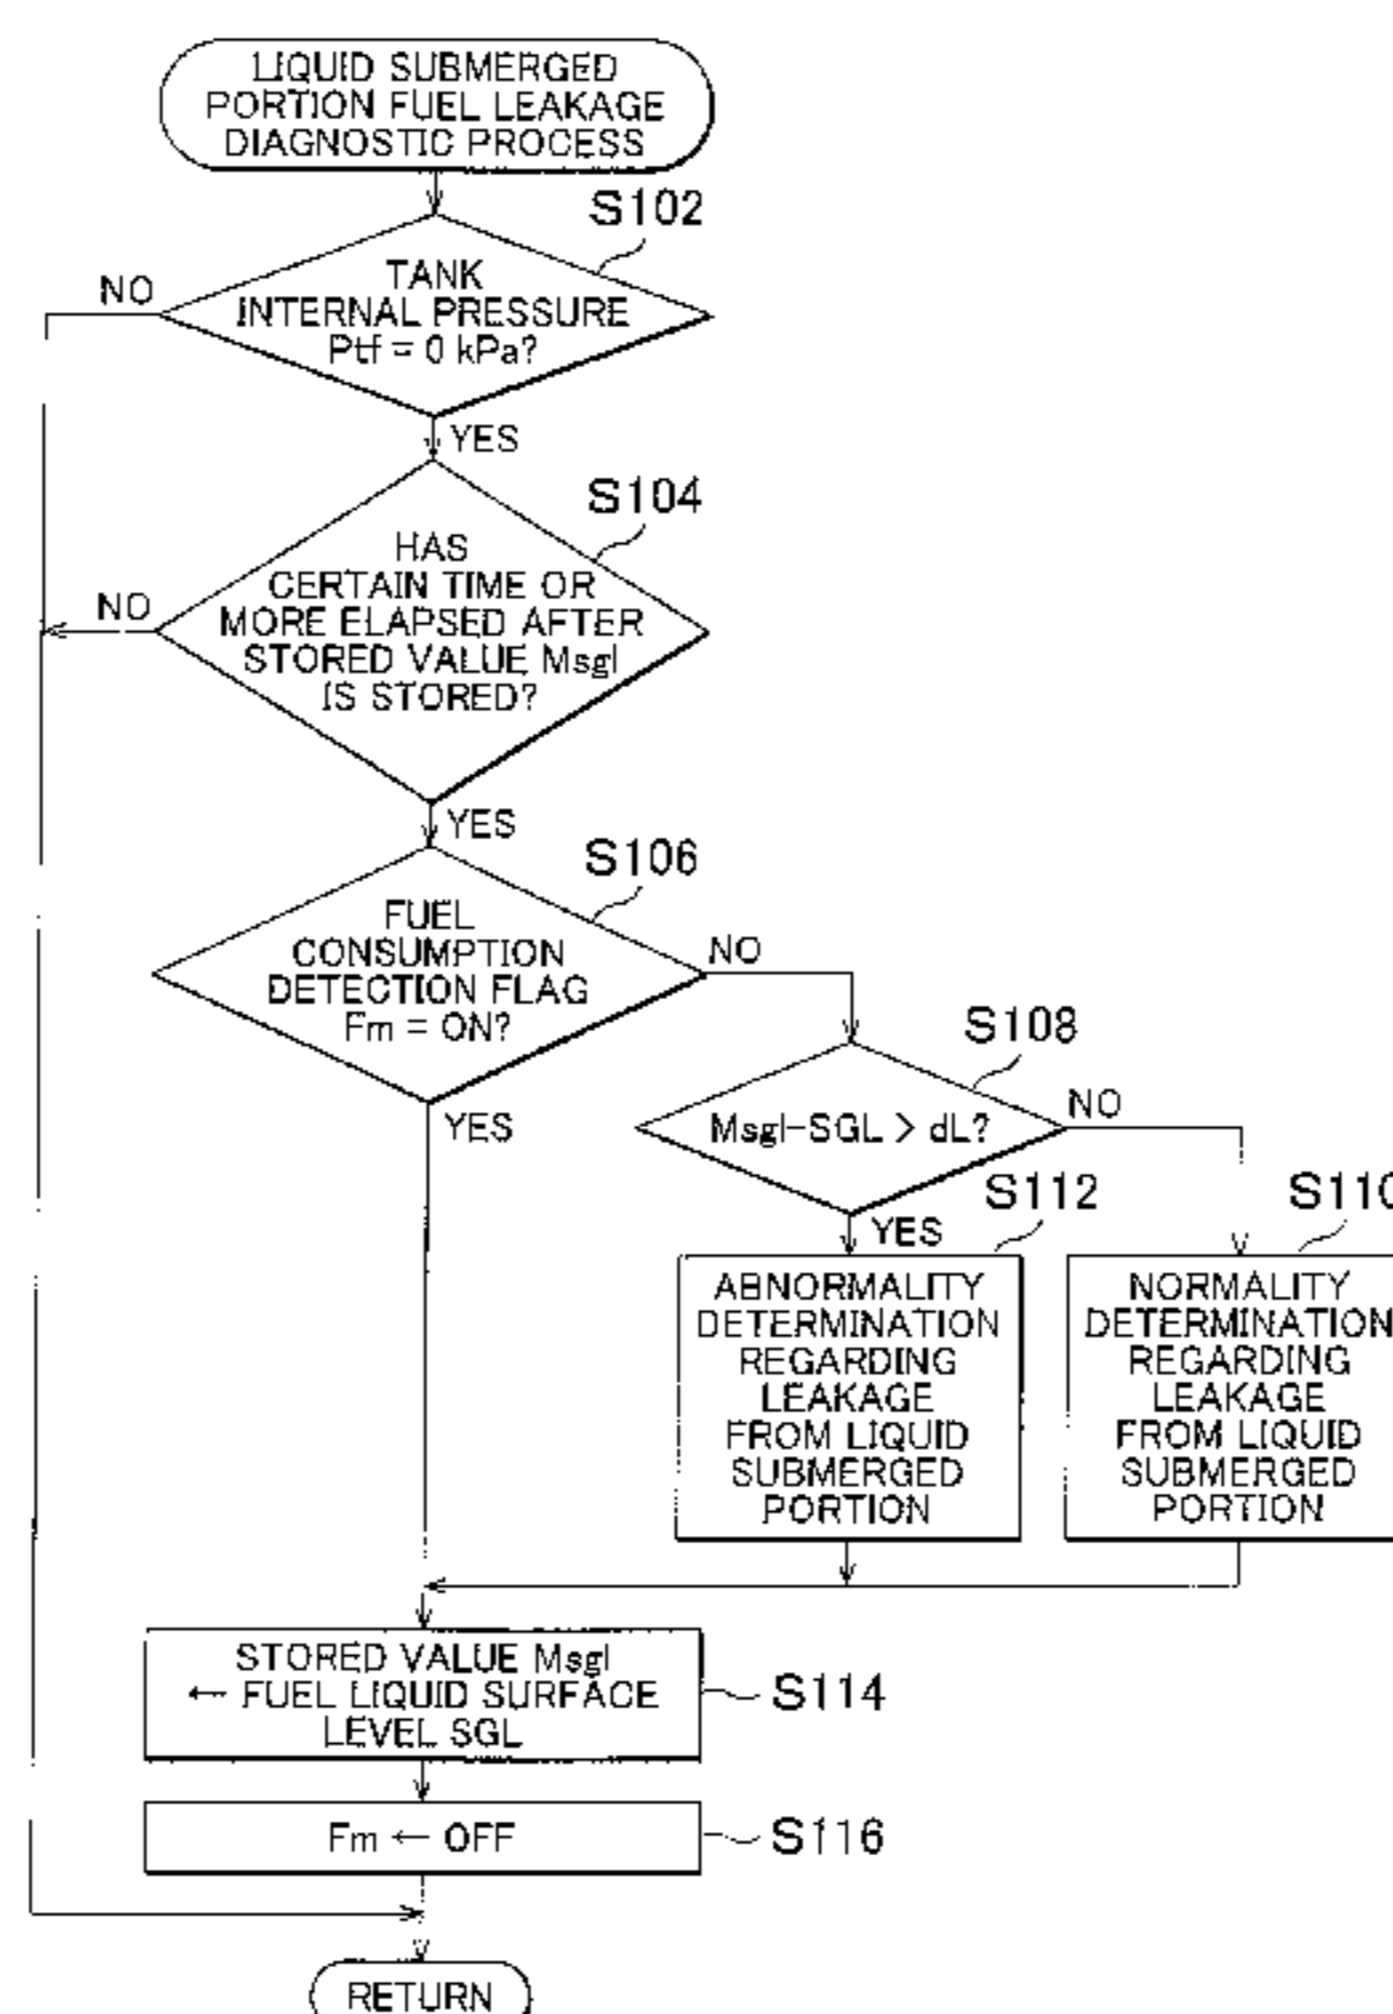 LIQUID SUBMERGED
PORTION FUEL LEAKAGE
DIAGNOSTIC PROCESS
S102
TANK
INTERNAL PRESSURE
Ptf = 0 kPa?
NO
YES
S104
HAS
CERTAIN TIME OR
MORE ELAPSED AFTER
STORED VALUE Msgl
IS STORED?
NO
YES
S106
FUEL
CONSUMPTION
DETECTION FLAG
Fm = ON?
NO
YES
S108
Msgl-SGL > dL?
NO
YES
S112
ABNORMALITY
DETERMINATION
REGARDING
LEAKAGE
FROM LIQUID
SUBMERGED
PORTION
S110
NORMALITY
DETERMINATION
REGARDING
LEAKAGE
FROM LIQUID
SUBMERGED
PORTION
STORED VALUE Msgl
← FUEL LIQUID SURFACE
LEVEL SGL
S114
Fm ← OFF
S116
RETURN